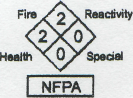 Fire 2 Reactivity
2 0
Health 0 Special
NFPA